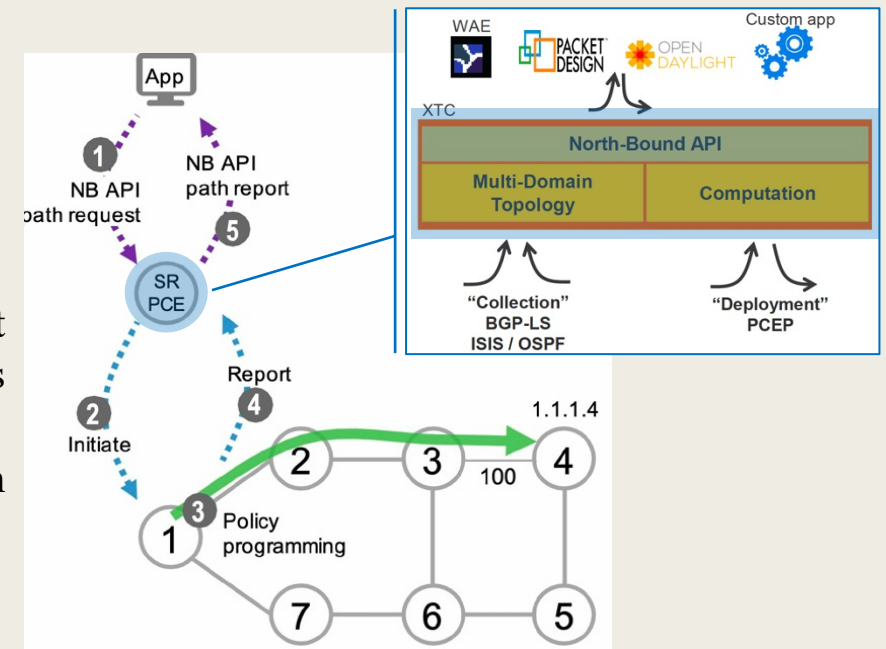 App
1
NB API
path request
NB API
path report
5
SR
PCE
2
Initiate
Report
4
3
Policy
programming
1
2
3
4
5
6
7
100
1.1.1.4
WAE
PACKET
DESIGN
OPEN
DAYLIGHT
Custom app
XTC
North-Bound API
Multi-Domain
Topology
Computation
“Collection”
BGP-LS
ISIS / OSPF
“Deployment”
PCEP
t
s
n